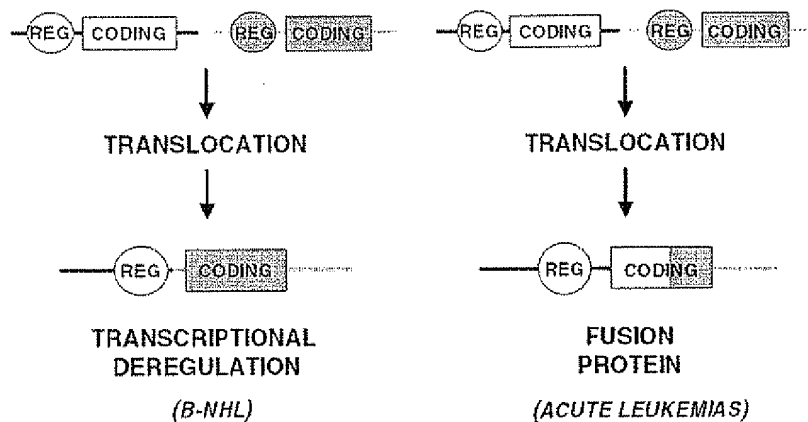 REG CODING REG CODING
TRANSLOCATION
REG CODING
TRANSCRIPTIONAL
DEREGULATION
(B-NHL)
REG CODING REG CODING
TRANSLOCATION
REG CODING
FUSION
PROTEIN
(ACUTE LEUKEMIAS)